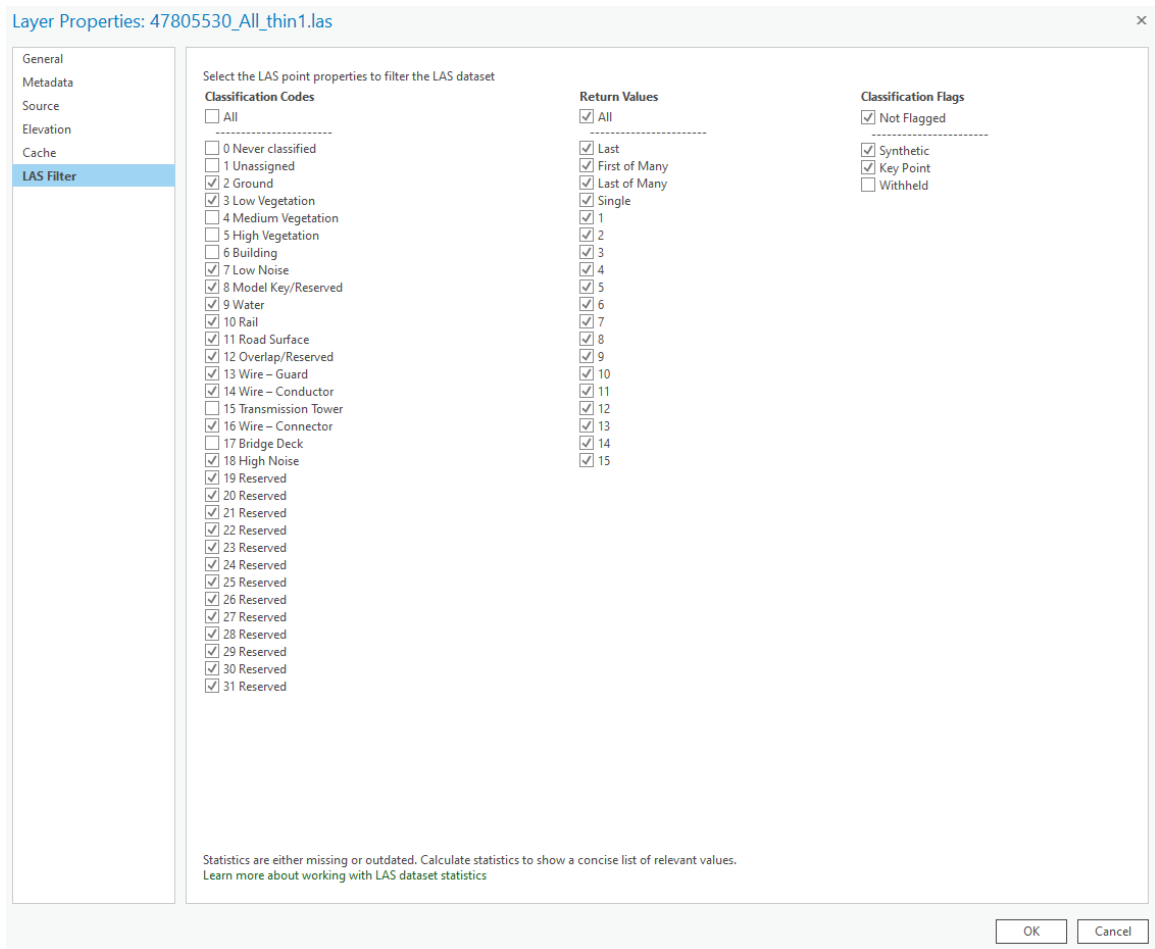 Layer Properties: 47805530_All_thin1.las
General
Metadata
Source
Elevation
Cache
LAS Filter
Select the LAS point properties to filter the LAS dataset
Classification Codes
All
-----------------------
0 Never classified
1 Unassigned
2 Ground
3 Low Vegetation
4 Medium Vegetation
5 High Vegetation
6 Building
7 Low Noise
8 Model Key/Reserved
9 Water
10 Rail
11 Road Surface
12 Overlap/Reserved
13 Wire – Guard
14 Wire – Conductor
15 Transmission Tower
16 Wire – Connector
17 Bridge Deck
18 High Noise
19 Reserved
20 Reserved
21 Reserved
22 Reserved
23 Reserved
24 Reserved
25 Reserved
26 Reserved
27 Reserved
28 Reserved
29 Reserved
30 Reserved
31 Reserved
Return Values
All
-----------------------
Last
First of Many
Last of Many
Single
1
2
3
4
5
6
7
8
9
10
11
12
13
14
15
Classification Flags
Not Flagged
-----------------------
Synthetic
Key Point
Withheld
Statistics are either missing or outdated. Calculate statistics to show a concise list of relevant values.
Learn more about working with LAS dataset statistics
OK
Cancel